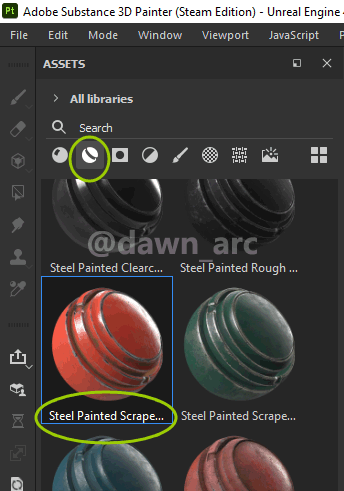 Pt Adobe Substance 3D Painter (Steam Edition) - Unreal Engine 4
File Edit Mode Window Viewport JavaScript
ASSETS
All libraries
Search
@dawn_arc
Steel Painted Clearc... Steel Painted Rough ...
Steel Painted Scrape... Steel Painted Scrape...